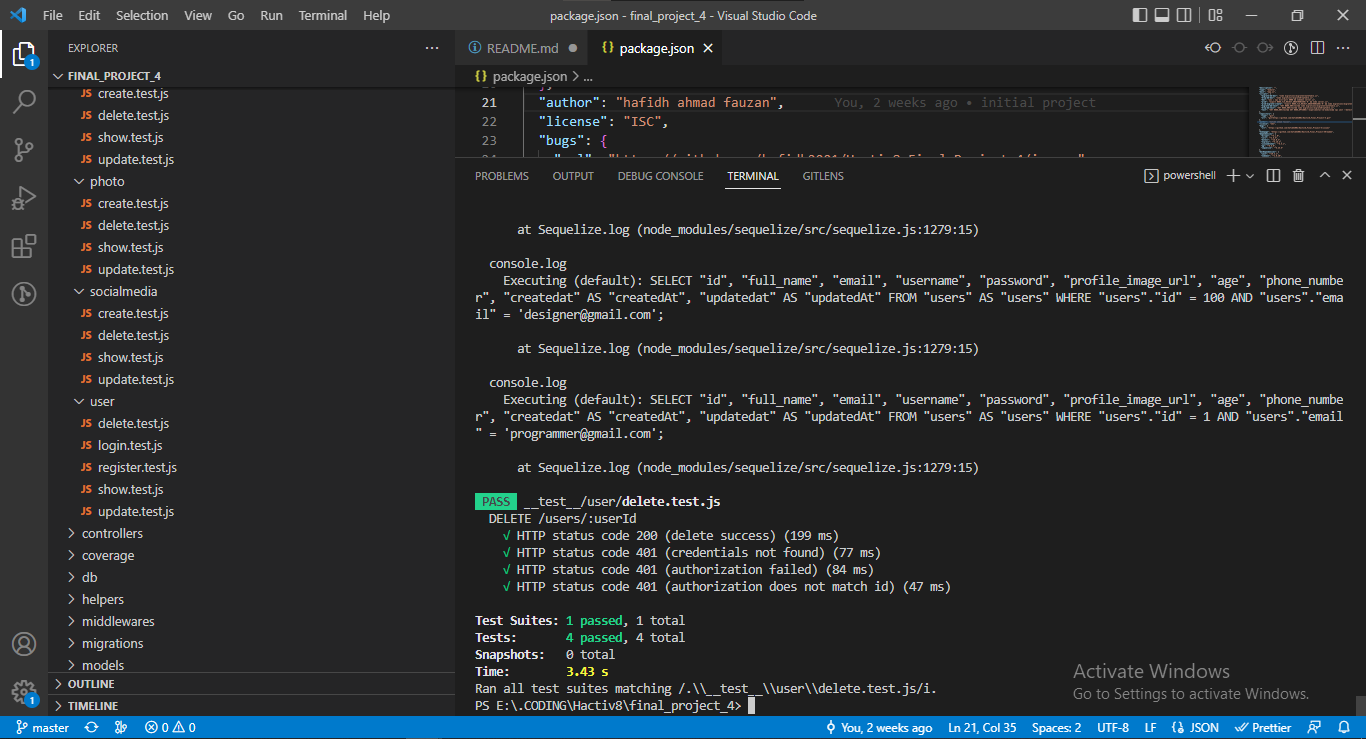 File Edit Selection View Go Run Terminal Help package.json - final_project_4 - Visual Studio Code
EXPLORER
README.md
package.json
FINAL_PROJECT_4
package.json > ...
create.test.js
delete.test.js
show.test.js
update.test.js
photo
create.test.js
delete.test.js
show.test.js
update.test.js
socialmedia
create.test.js
delete.test.js
show.test.js
update.test.js
user
delete.test.js
login.test.js
register.test.js
show.test.js
update.test.js
controllers
coverage
db
helpers
middlewares
migrations
models
OUTLINE
TIMELINE
1
1
21 "author": "hafidh ahmad fauzan", You, 2 weeks ago • initial project
22 "license": "ISC",
23 "bugs": {
PROBLEMS OUTPUT DEBUG CONSOLE TERMINAL GITLENS
powershell
at Sequelize.log (node_modules/sequelize/src/sequelize.js:1279:15)
console.log
Executing (default): SELECT "id", "full_name", "email", "username", "password", "profile_image_url", "age", "phone_numbe
r", "createdat" AS "createdAt", "updatedat" AS "updatedAt" FROM "users" AS "users" WHERE "users"."id" = 100 AND "users"."ema
il" = 'designer@gmail.com';
at Sequelize.log (node_modules/sequelize/src/sequelize.js:1279:15)
console.log
Executing (default): SELECT "id", "full_name", "email", "username", "password", "profile_image_url", "age", "phone_numbe
r", "createdat" AS "createdAt", "updatedat" AS "updatedAt" FROM "users" AS "users" WHERE "users"."id" = 1 AND "users"."email
" = 'programmer@gmail.com';
at Sequelize.log (node_modules/sequelize/src/sequelize.js:1279:15)
PASS __test__/user/delete.test.js
DELETE /users/:userId
√ HTTP status code 200 (delete success) (199 ms)
√ HTTP status code 401 (credentials not found) (77 ms)
√ HTTP status code 401 (authorization failed) (84 ms)
√ HTTP status code 401 (authorization does not match id) (47 ms)
Test Suites: 1 passed, 1 total
Tests: 4 passed, 4 total
Snapshots: 0 total
Time: 3.43 s
Ran all test suites matching /.\\__test__\\user\\delete.test.js/i.
PS E:\.CODING\Hactiv8\final_project_4>
Activate Windows
Go to Settings to activate Windows.
master 0 0 You, 2 weeks ago Ln 21, Col 35 Spaces: 2 UTF-8 LF JSON Prettier